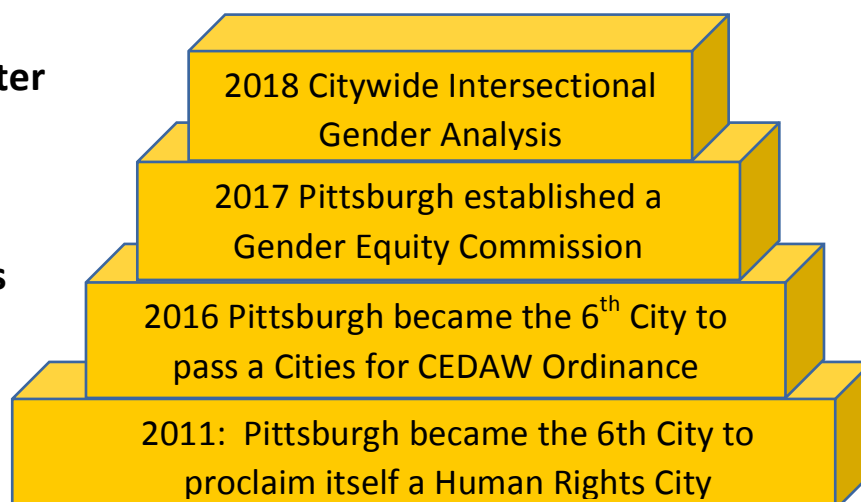 ter
2018 Citywide Intersectional
Gender Analysis
2017 Pittsburgh established a
Gender Equity Commission
s
2016 Pittsburgh became the 6th City to
pass a Cities for CEDAW Ordinance
2011: Pittsburgh became the 6th City to
proclaim itself a Human Rights City